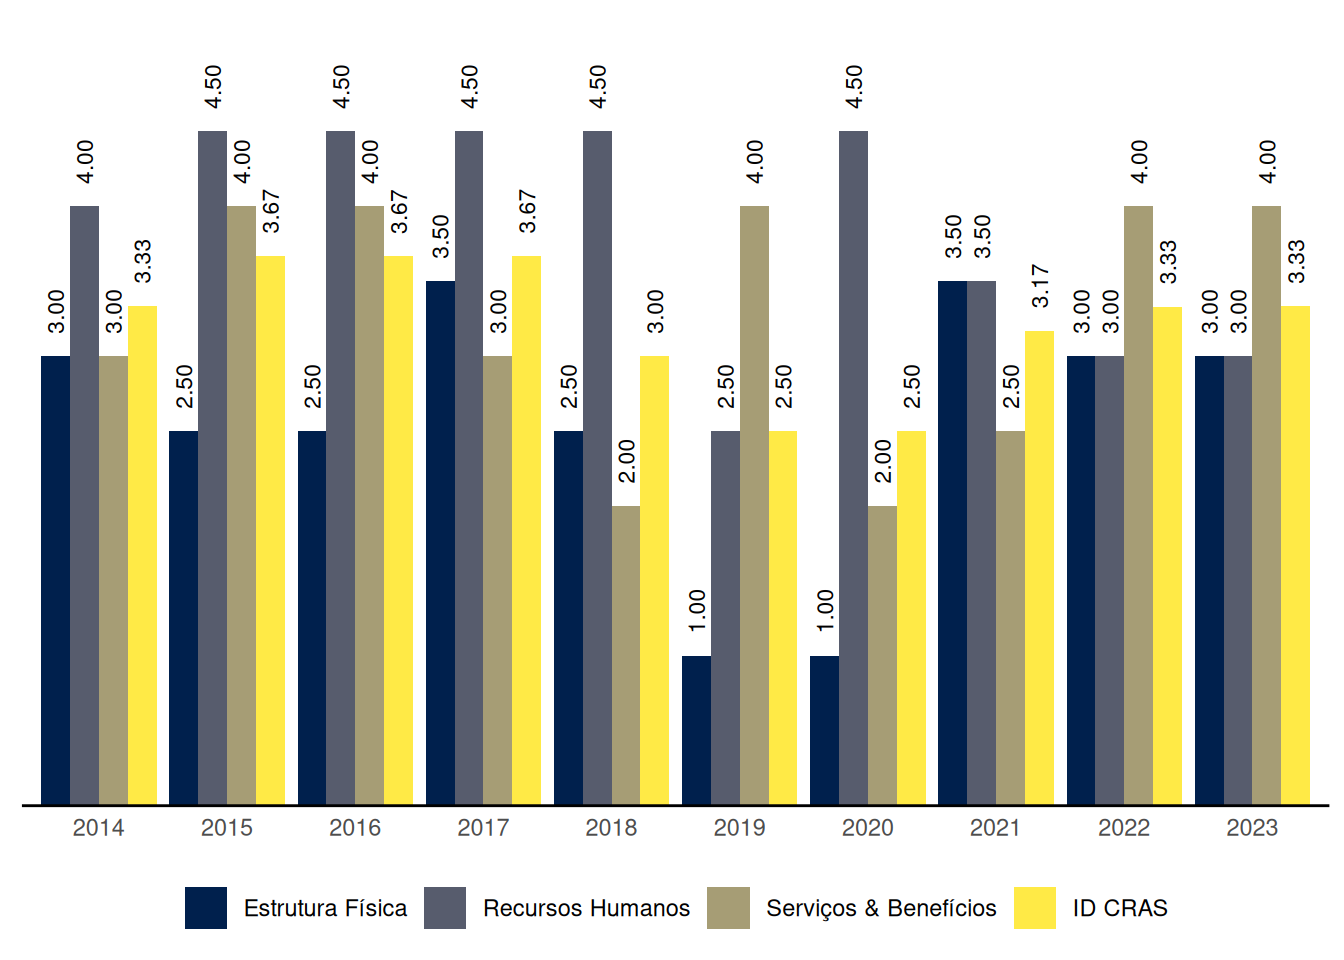 3.00 4.00 3.00 3.33
2.50 4.50 4.00 3.67
2.50 4.50 4.00 3.67
3.50 4.50 3.00 3.67
2.50 4.50 2.00 3.00
1.00 2.50 4.00 2.50
1.00 4.50 2.00 2.50
3.50 3.50 2.50 3.17
3.00 3.00 4.00 3.33
3.00 3.00 4.00 3.33
2014 2015 2016 2017 2018 2019 2020 2021 2022 2023
Estrutura Física Recursos Humanos Serviços & Benefícios ID CRAS